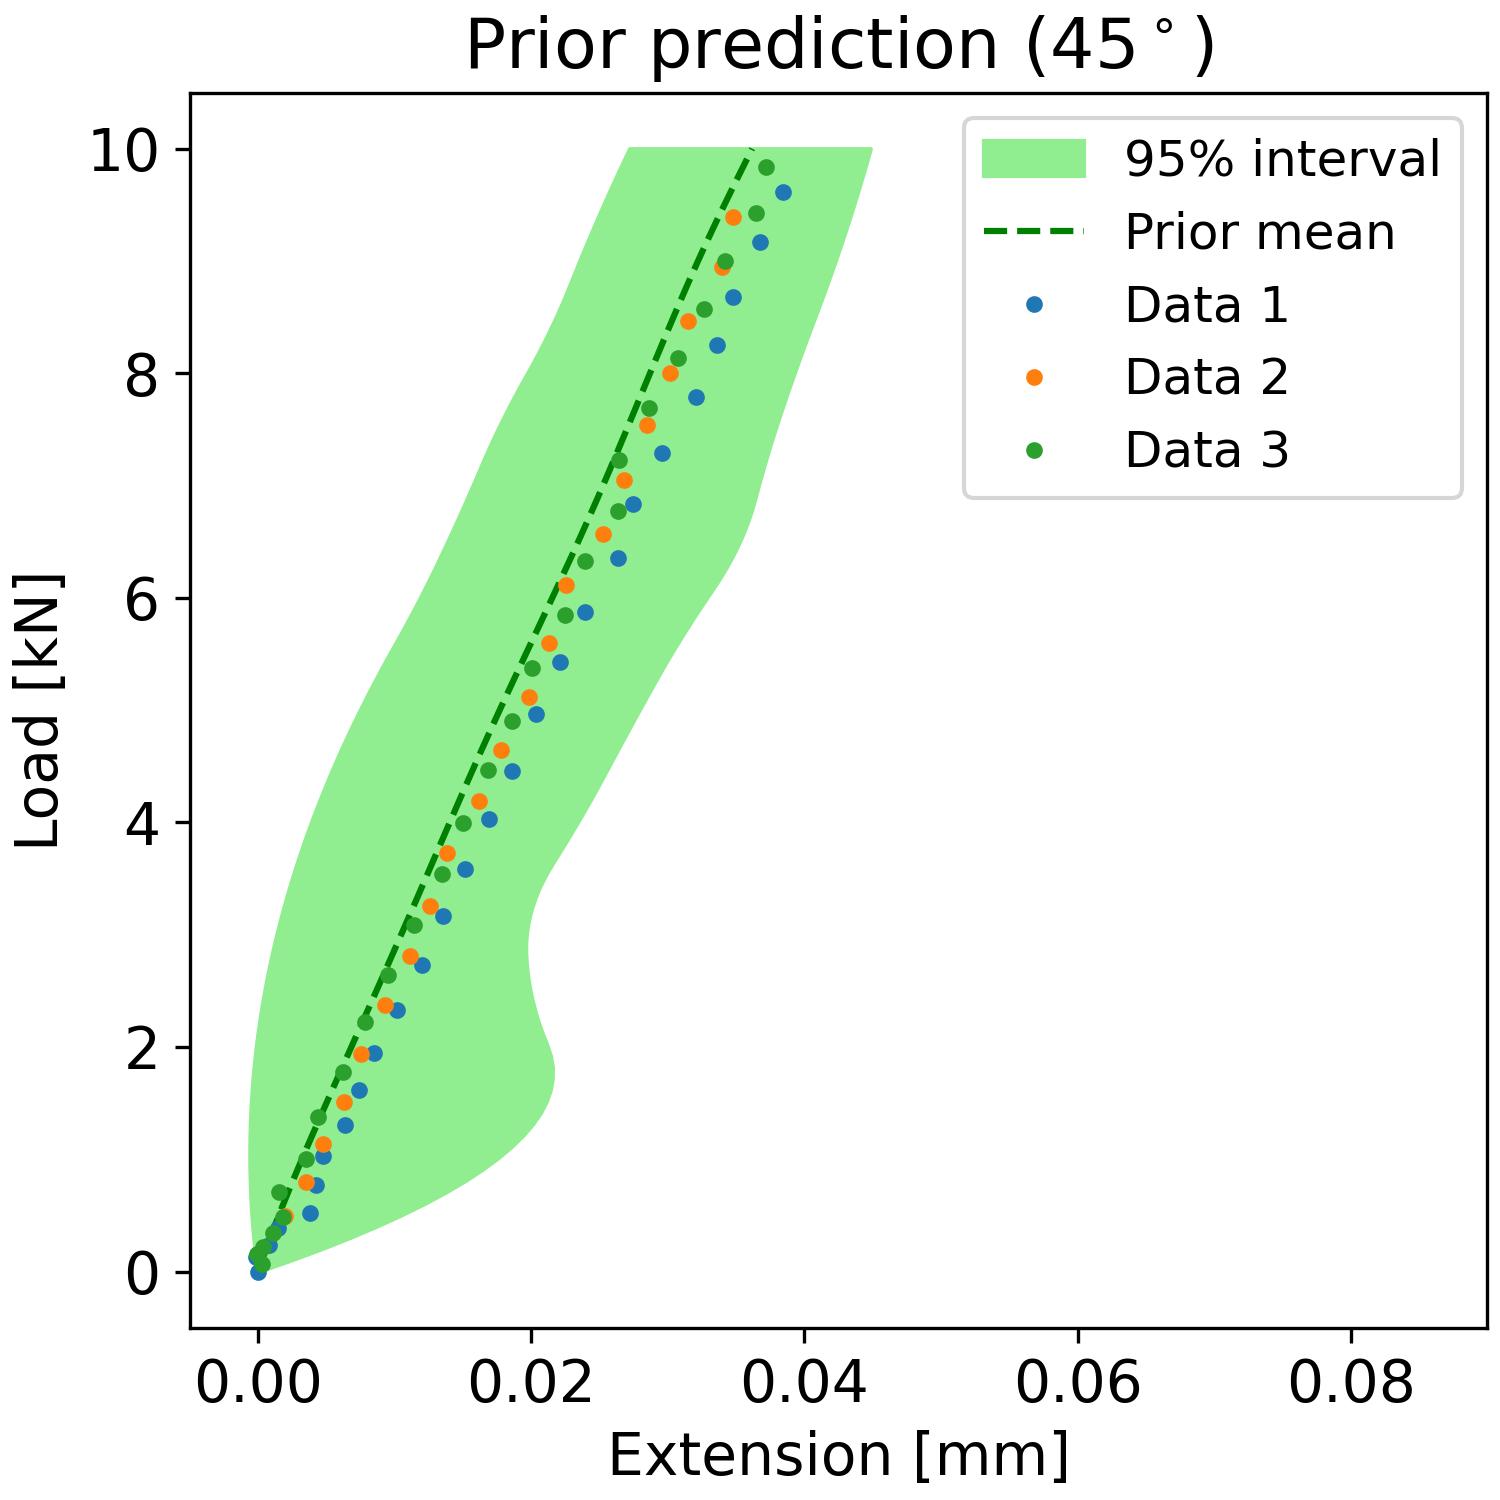 Prior prediction (45°)
95% interval
Prior mean
Data 1
Data 2
Data 3
10
8
6
4
2
0
Load [kN]
0.00 0.02 0.04 0.06 0.08
Extension [mm]